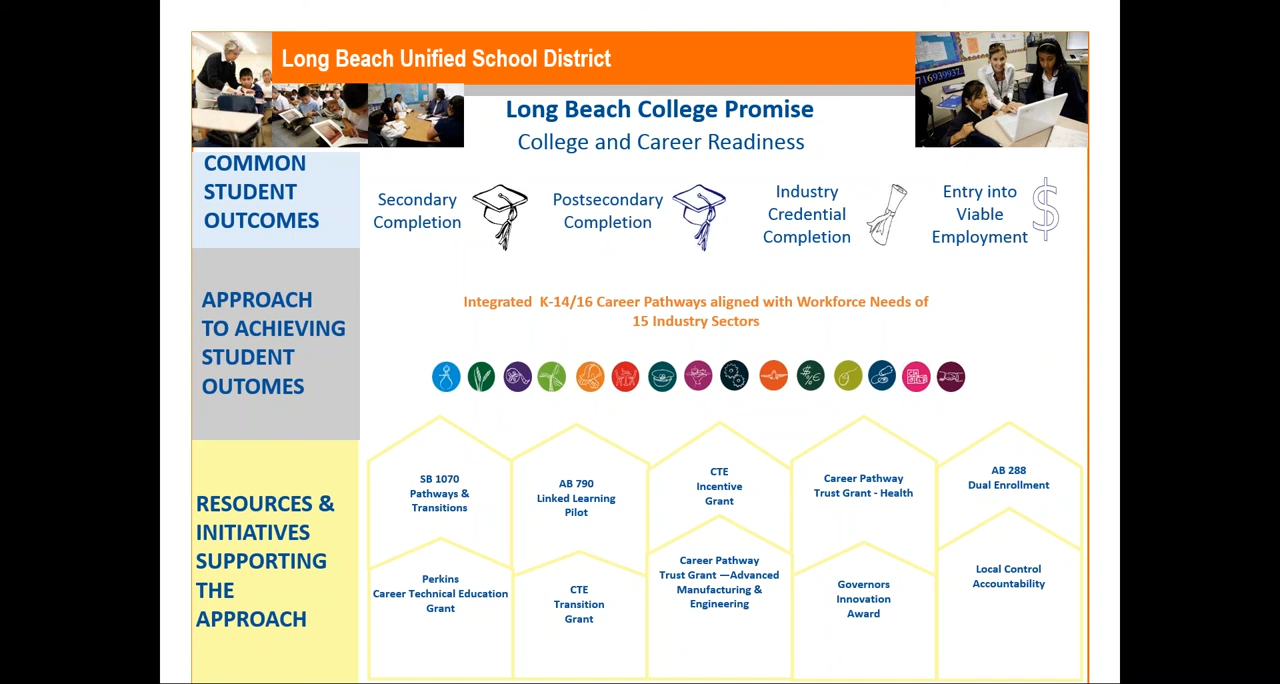 Long Beach Unified School District
716939937
Long Beach College Promise
College and Career Readiness
COMMON
STUDENT
OUTCOMES
Secondary
Completion
Postsecondary
Completion
Industry
Credential
Completion
Entry into
Viable
Employment
$
APPROACH
TO ACHIEVING
STUDENT
OUTOMES
Integrated K-14/16 Career Pathways aligned with Workforce Needs of
15 Industry Sectors
RESOURCES &
INITIATIVES
SUPPORTING
THE
APPROACH
SB 1070
Pathways &
Transitions
AB 790
Linked Learning
Pilot
CTE
Incentive
Grant
Career Pathway
Trust Grant - Health
AB 288
Dual Enrollment
Perkins
Career Technical Education
Grant
CTE
Transition
Grant
Career Pathway
Trust Grant —Advanced
Manufacturing &
Engineering
Governors
Innovation
Award
Local Control
Accountability